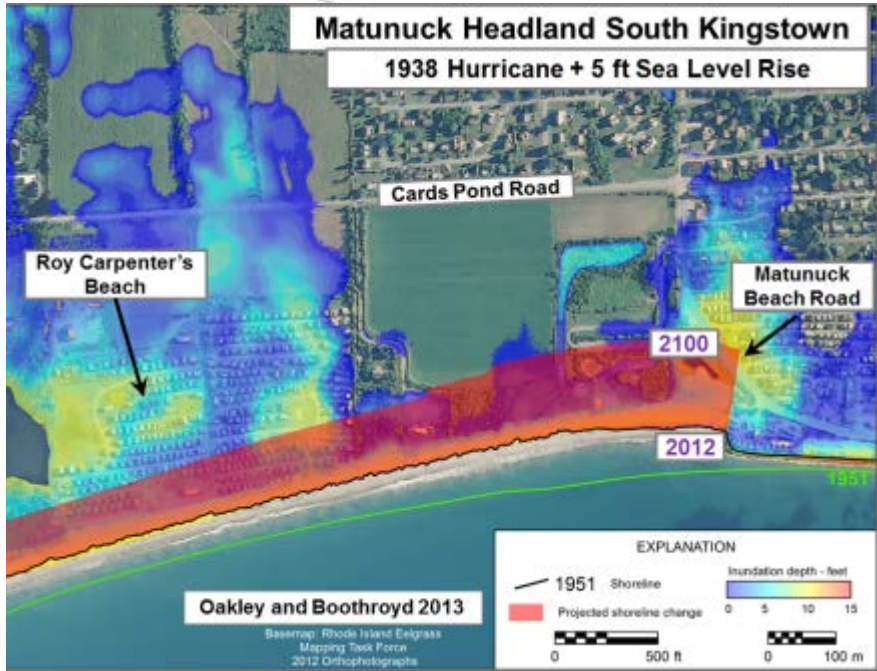 Matunuck Headland South Kingstown
1938 Hurricane + 5 ft Sea Level Rise
Cards Pond Road
Roy Carpenter's
Beach
Matunuck
Beach Road
2100
2012
1951
EXPLANATION
1951 Shoreline
Projected shoreline change
Inundation depth - feet
0 5 10 15
0 500 ft
0 100 m
Oakley and Boothroyd 2013
Basemap: Rhode Island Eelgrass
Mapping Task Force
2012 Orthophotographs